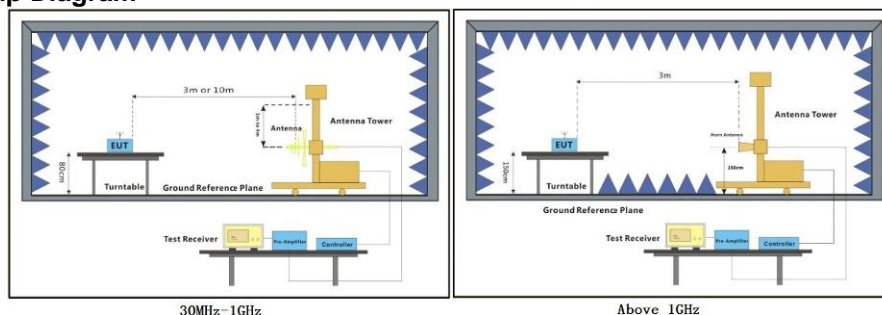 3m or 10m
Antenna
Antenna Tower
EUT
80cm
Turntable
Ground Reference Plane
Test Receiver
Pre-Amplifier
Controller
30MHz-1GHz
3m
Antenna Tower
Horn Antenna
EUT
150cm
150cm
Turntable
Ground Reference Plane
Test Receiver
Pre-Amplifier
Controller
Above 1GHz